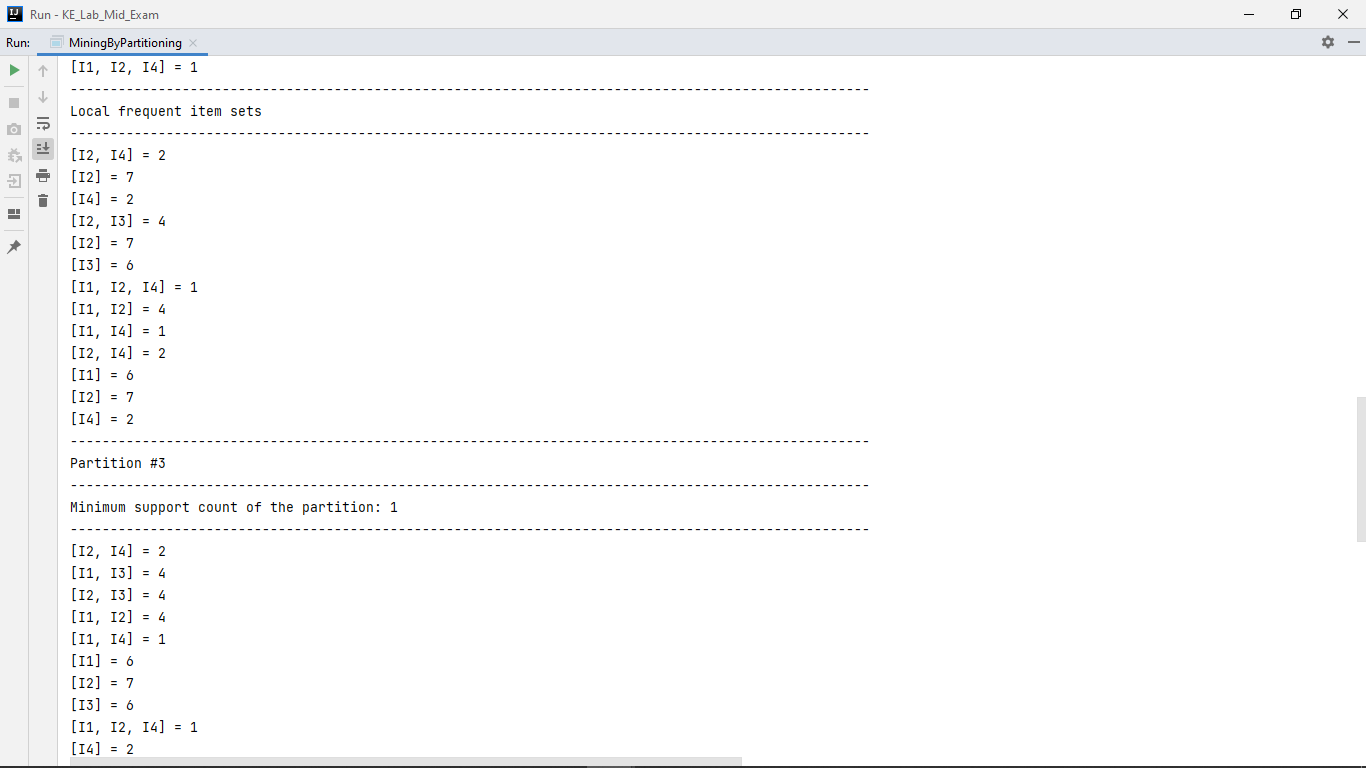 Run - KE_Lab_Mid_Exam
Run: MiningByPartitioning
[I1, I2, I4] = 1
----------------------------------------------------------------------------------------------------
Local frequent item sets
----------------------------------------------------------------------------------------------------
[I2, I4] = 2
[I2] = 7
[I4] = 2
[I2, I3] = 4
[I2] = 7
[I3] = 6
[I1, I2, I4] = 1
[I1, I2] = 4
[I1, I4] = 1
[I2, I4] = 2
[I1] = 6
[I2] = 7
[I4] = 2
----------------------------------------------------------------------------------------------------
Partition #3
----------------------------------------------------------------------------------------------------
Minimum support count of the partition: 1
----------------------------------------------------------------------------------------------------
[I2, I4] = 2
[I1, I3] = 4
[I2, I3] = 4
[I1, I2] = 4
[I1, I4] = 1
[I1] = 6
[I2] = 7
[I3] = 6
[I1, I2, I4] = 1
[I4] = 2